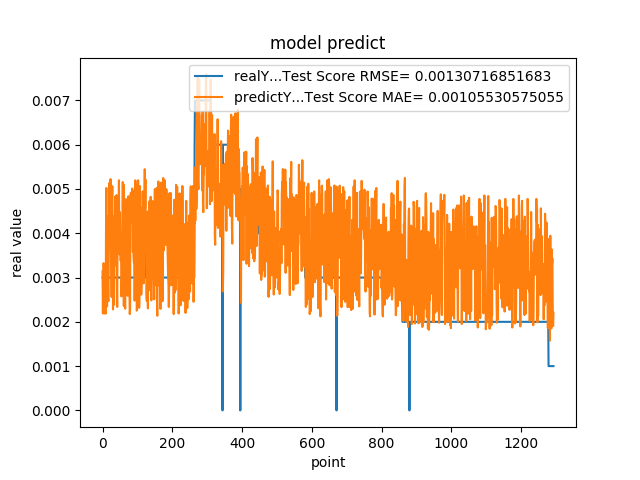 model predict
realY...Test Score RMSE= 0.00130716851683
predictY...Test Score MAE= 0.00105530575055
0.007
0.006
0.005
0.004
0.003
0.002
0.001
0.000
real value
0 200 400 600 800 1000 1200
point